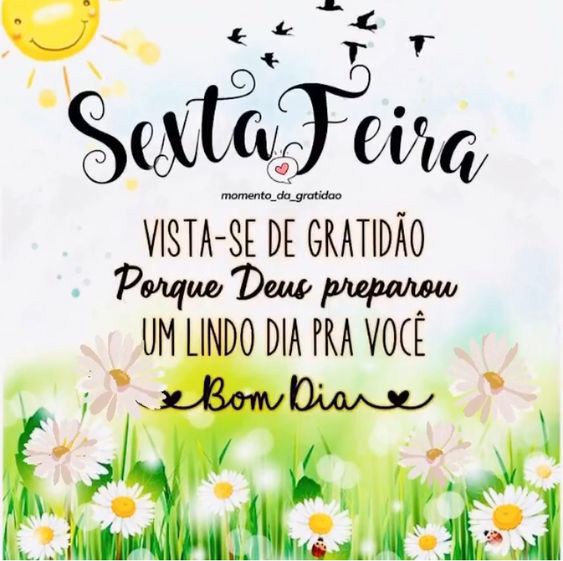 Sexta Feira
momento_da_gratidao
VISTA-SE DE GRATIDÃO
Porque Deus preparou
UM LINDO DIA PRA VOCÊ
Bom Dia